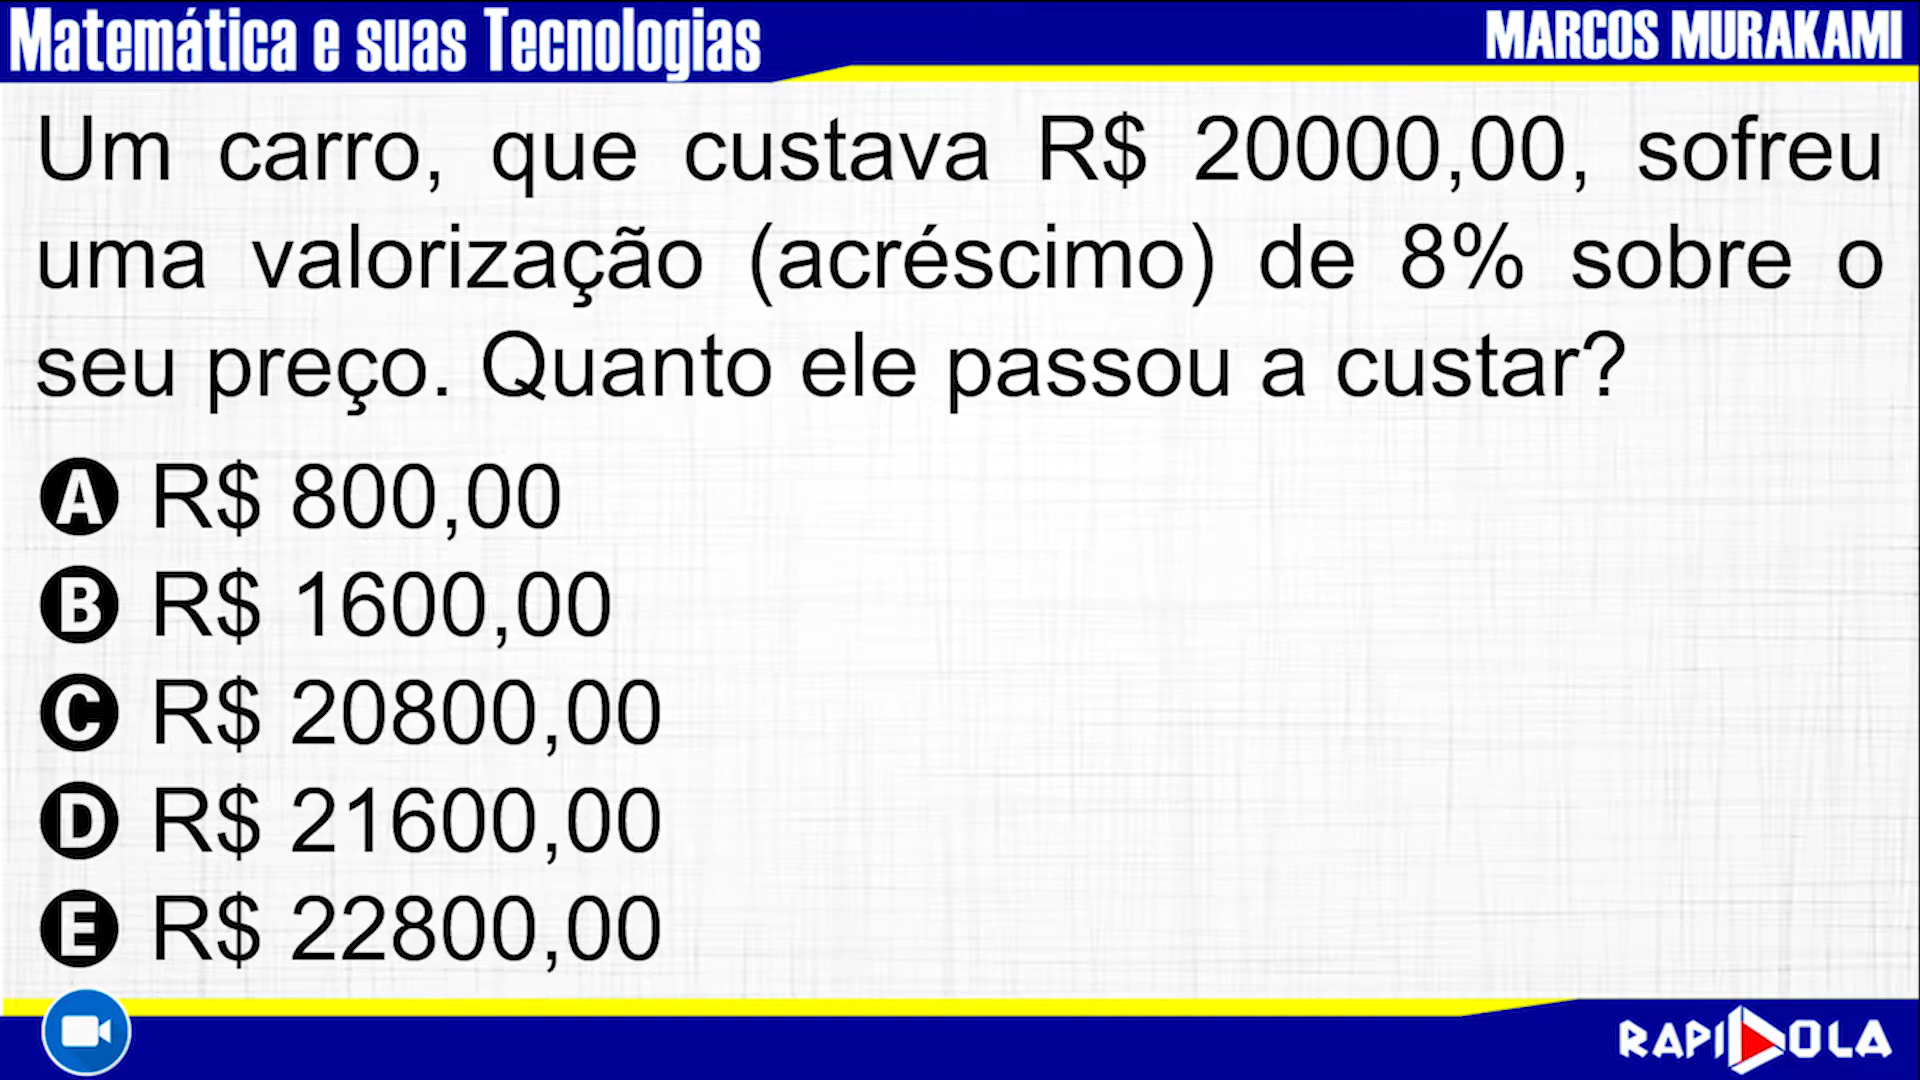 Matemática e suas Tecnologias
MARCOS MURAKAMI
Um carro, que custava R$ 20000,00, sofreu
uma valorização (acréscimo) de 8% sobre o
seu preço. Quanto ele passou a custar?
A R$ 800,00
B R$ 1600,00
C R$ 20800,00
D R$ 21600,00
E R$ 22800,00
RAPIDOLA